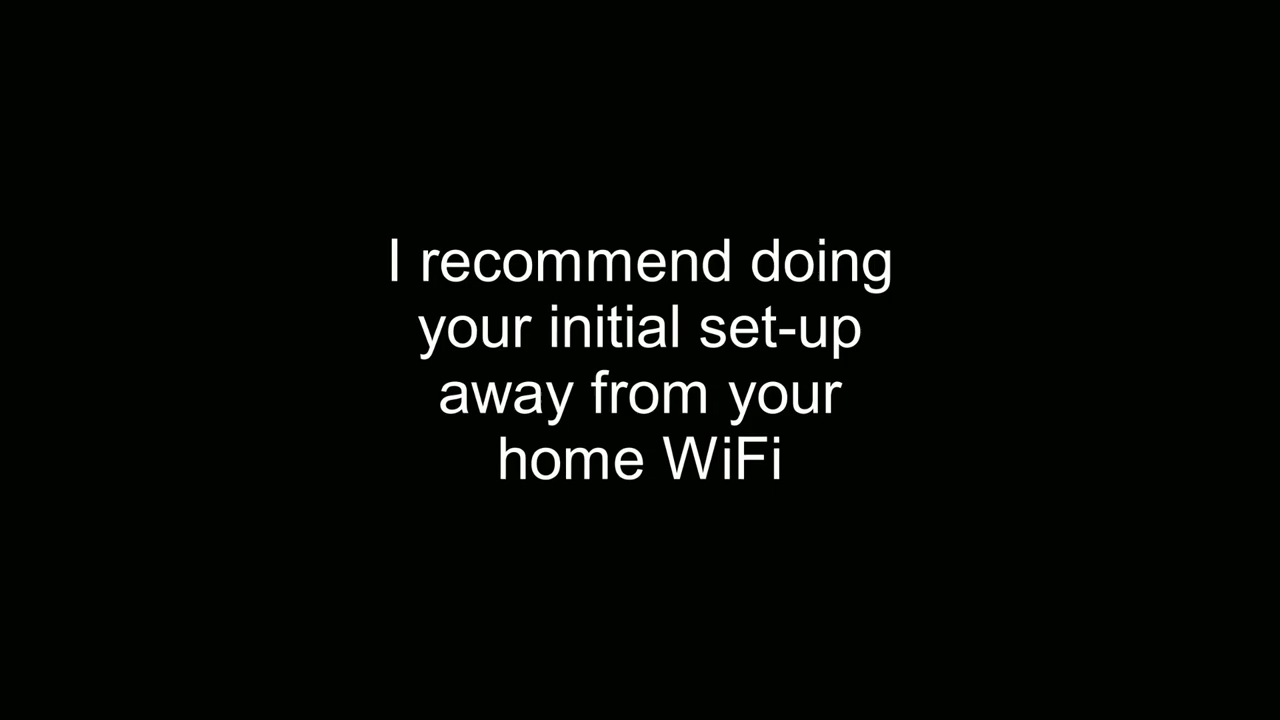 I recommend doing
your initial set-up
away from your
home WiFi